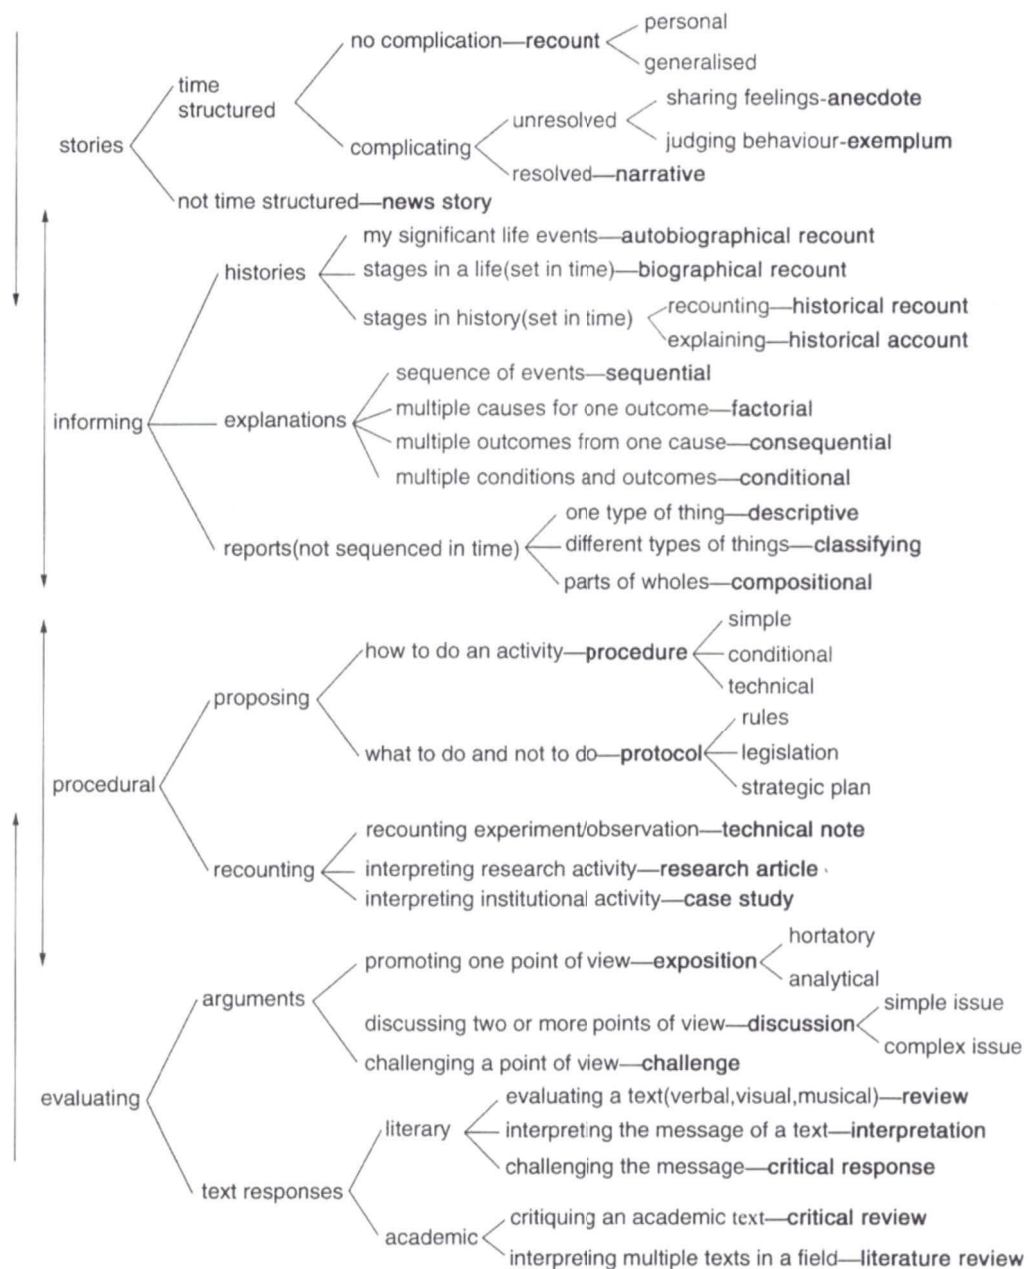 personal
no complication—recount
generalised
time
structured
sharing feelings-anecdote
unresolved
stories
complicating
judging behaviour-exemplum
resolved—narrative
not time structured—news story
my significant life events—autobiographical recount
histories
stages in a life(set in time)—biographical recount
stages in history(set in time)
recounting—historical recount
explaining—historical account
sequence of events—sequential
informing
explanations
multiple causes for one outcome—factorial
multiple outcomes from one cause—consequential
multiple conditions and outcomes—conditional
one type of thing—descriptive
reports(not sequenced in time)
different types of things—classifying
parts of wholes—compositional
simple
how to do an activity—procedure
conditional
technical
proposing
rules
what to do and not to do—protocol
legislation
strategic plan
procedural
recounting experiment/observation—technical note
recounting
interpreting research activity—research article
interpreting institutional activity—case study
hortatory
promoting one point of view—exposition
analytical
arguments
simple issue
discussing two or more points of view—discussion
complex issue
challenging a point of view—challenge
evaluating
evaluating a text(verbal,visual,musical)—review
literary
interpreting the message of a text—interpretation
challenging the message—critical response
text responses
critiquing an academic text—critical review
academic
interpreting multiple texts in a field—literature review